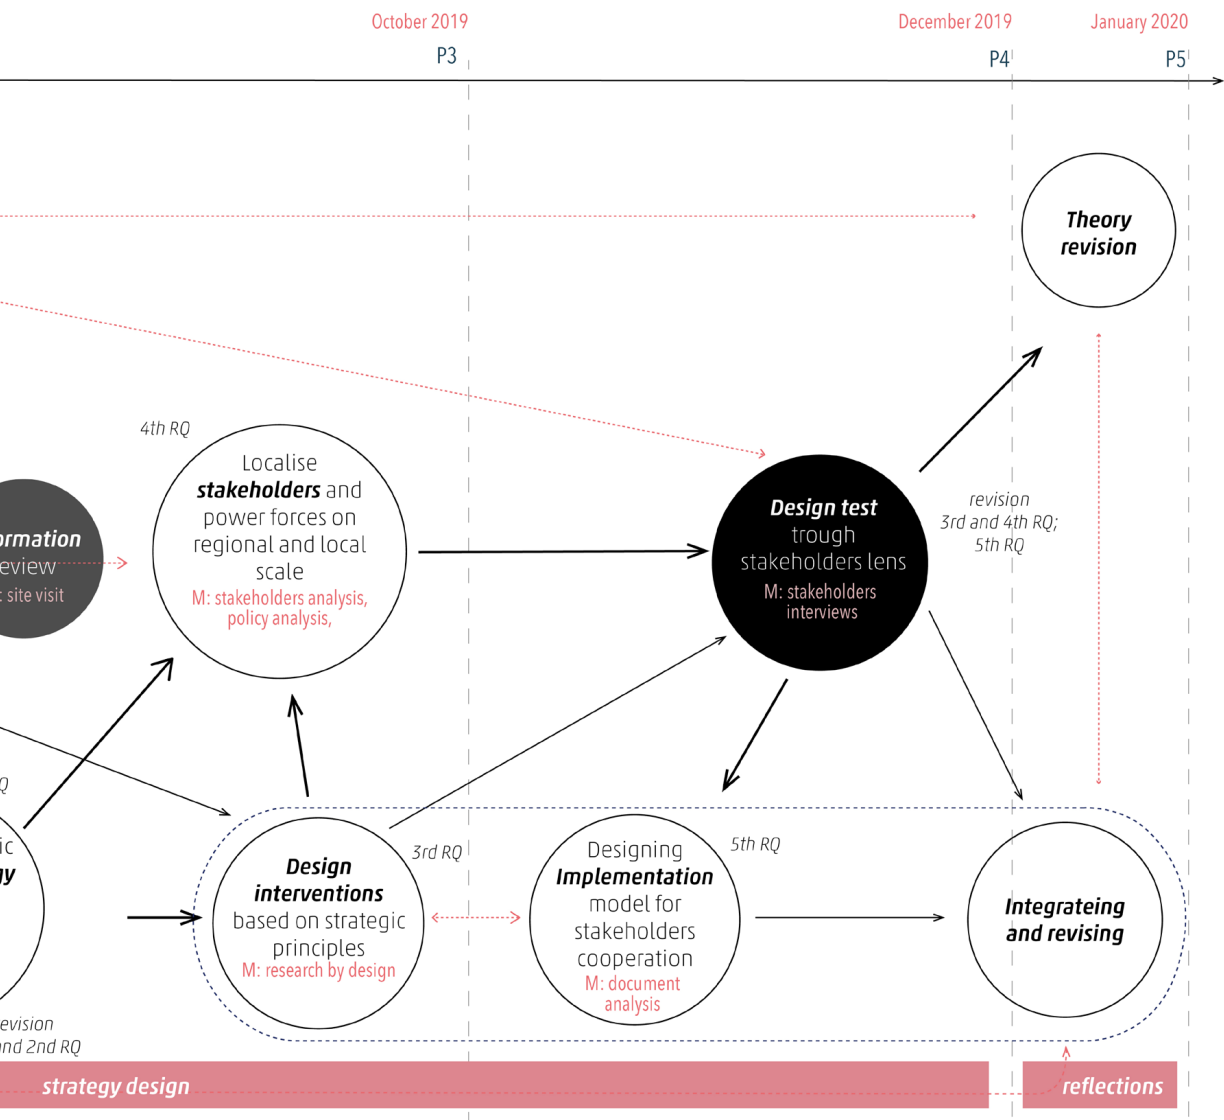 October 2019
December 2019
January 2020
P3
P4
P5
Theory
revision
4th RQ
Localise
stakeholders and
power forces on
regional and local
scale
M: stakeholders analysis,
policy analysis,
ormation
eview
: site visit
Design test
trough
stakeholders lens
M: stakeholders
interviews
revision
3rd and 4th RQ;
5th RQ
Q
ic
gy
Design
interventions
based on strategic
principles
M: research by design
3rd RQ
Designing
Implementation
model for
stakeholders
cooperation
M: document
analysis
5th RQ
Integrateing
and revising
evision
and 2nd RQ
strategy design
reflections